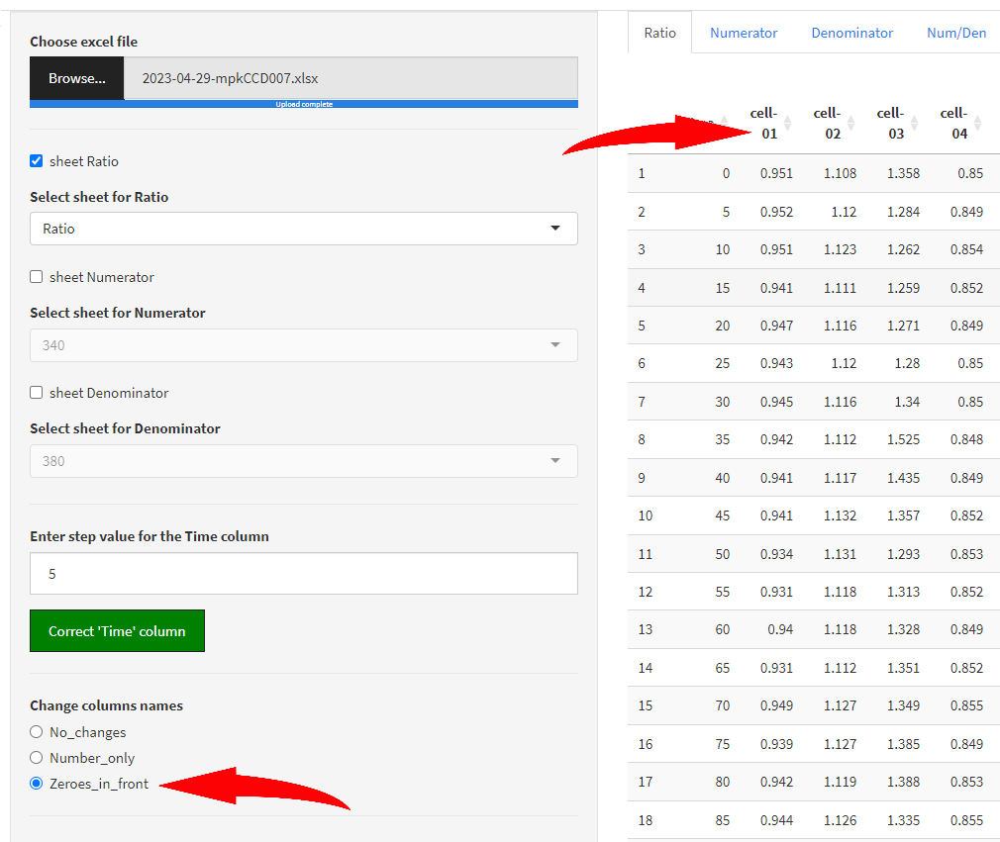 Choose excel file
Browse... 2023-04-29-mpkCCD007.xlsx
Upload complete
sheet Ratio
Select sheet for Ratio
Ratio
sheet Numerator
Select sheet for Numerator
340
sheet Denominator
Select sheet for Denominator
380
Enter step value for the Time column
5
Correct 'Time' column
Change columns names
No_changes
Number_only
Zeroes_in_front
Ratio Numerator Denominator Num/Den
cell-01 cell-02 cell-03 cell-04
1 0 0.951 1.108 1.358 0.85
2 5 0.952 1.12 1.284 0.849
3 10 0.951 1.123 1.262 0.854
4 15 0.941 1.111 1.259 0.852
5 20 0.947 1.116 1.271 0.849
6 25 0.943 1.12 1.28 0.85
7 30 0.945 1.116 1.34 0.85
8 35 0.942 1.112 1.525 0.848
9 40 0.941 1.117 1.435 0.849
10 45 0.941 1.132 1.357 0.852
11 50 0.934 1.131 1.293 0.853
12 55 0.931 1.118 1.313 0.852
13 60 0.94 1.118 1.328 0.849
14 65 0.931 1.112 1.351 0.852
15 70 0.949 1.127 1.349 0.855
16 75 0.939 1.127 1.385 0.849
17 80 0.942 1.119 1.388 0.853
18 85 0.944 1.126 1.335 0.855